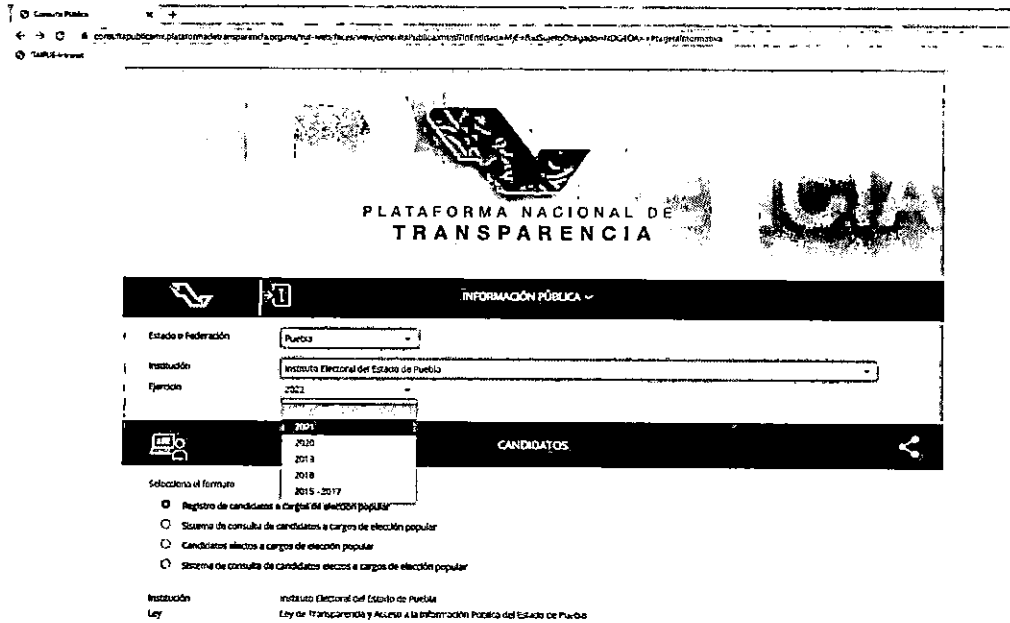 Consulta Pública
PLATAFORMA NACIONAL DE
TRANSPARENCIA
INFORMACIÓN PÚBLICA
Estado o Federación
Puebla
Institución
Instituto Electoral del Estado de Puebla
Ejercicio
2022
2021
2020
2019
2018
2015 - 2017
CANDIDATOS
Selecciona el formato
Registro de candidatos a cargos de elección popular
Sistema de consulta de candidatos a cargos de elección popular
Candidatos electos a cargos de elección popular
Sistema de consulta de candidatos electos a cargos de elección popular
Institución Instituto Electoral del Estado de Puebla
Ley Ley de Transparencia y Acceso a la Información Pública del Estado de Puebla